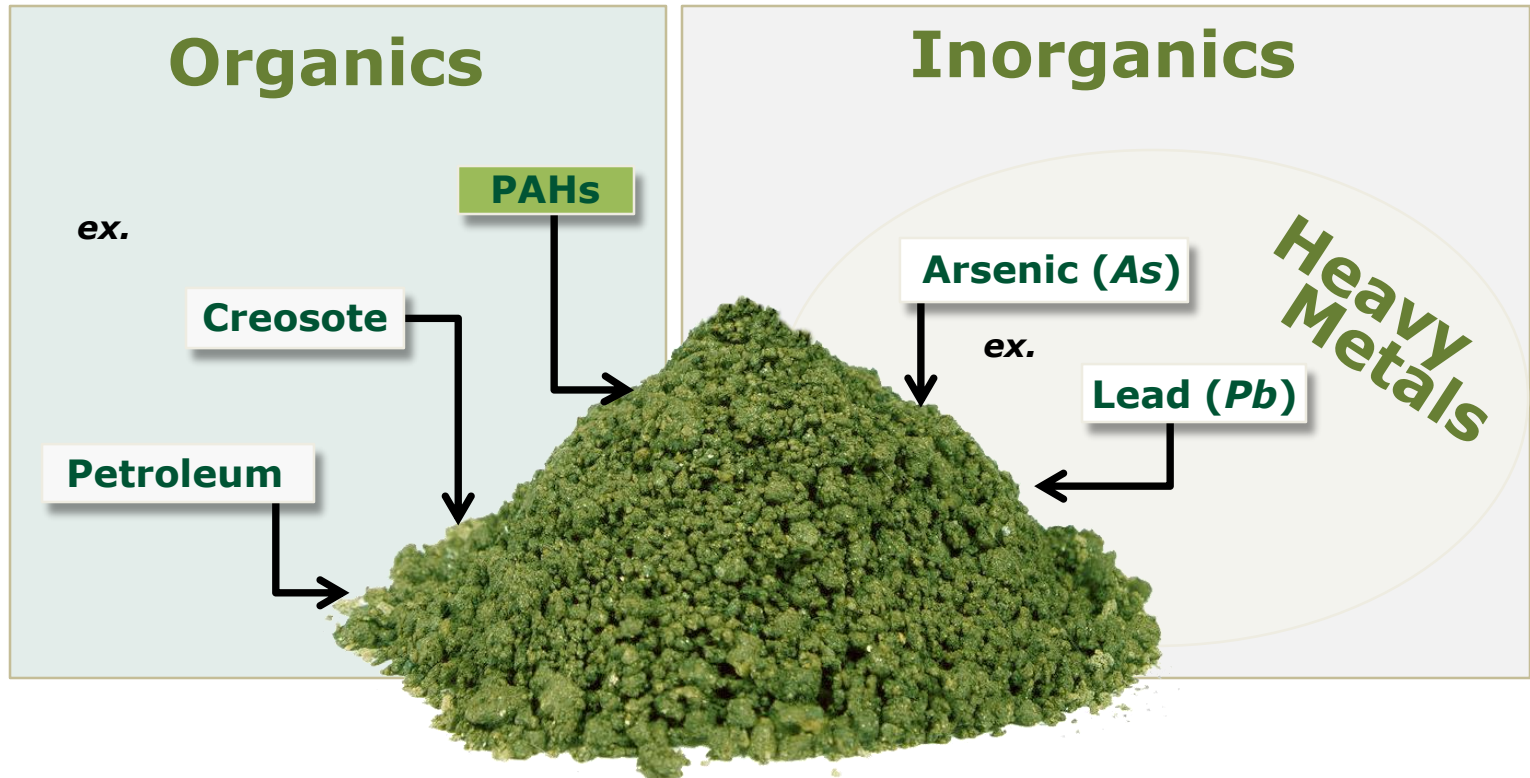 Organics
ex.
PAHs
Creosote
Petroleum
Inorganics
Arsenic (As)
ex.
Lead (Pb)
Heavy
Metals